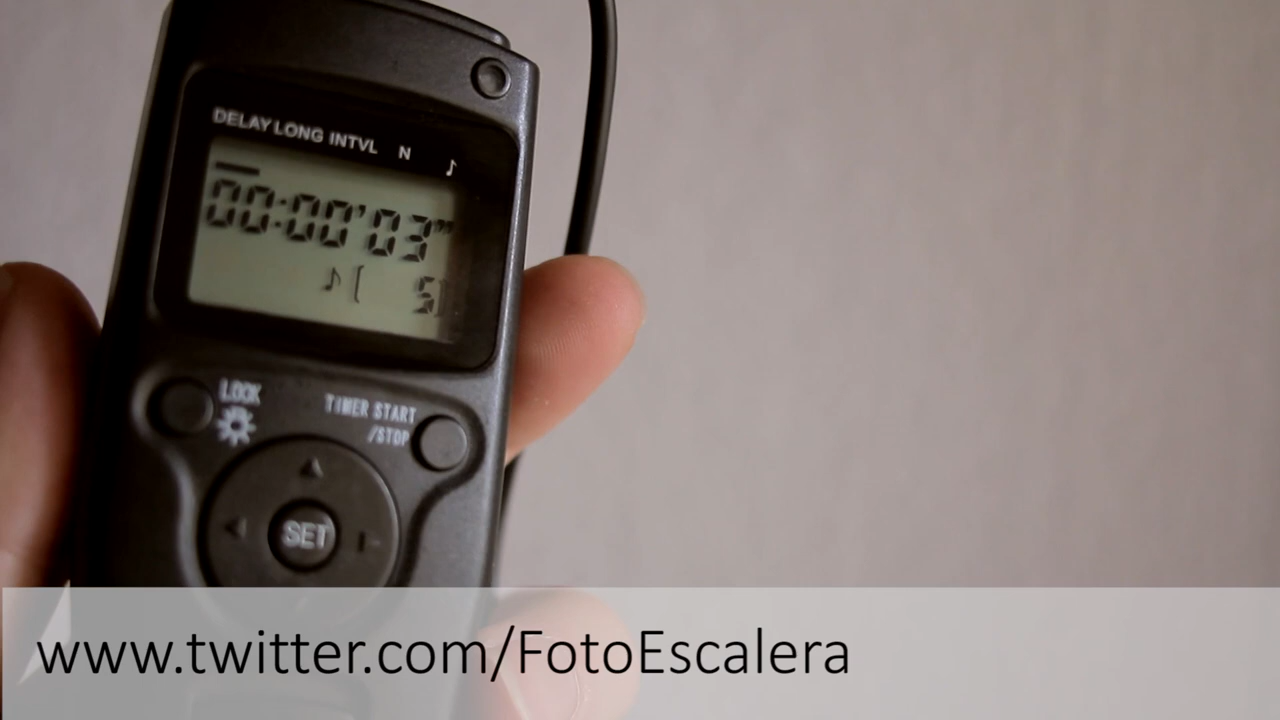 DELAY LONG INTVL N ♪
00:00'03"
♪ [ 5]
LOCK
TIMER START
/STOP
SET
www.twitter.com/FotoEscalera